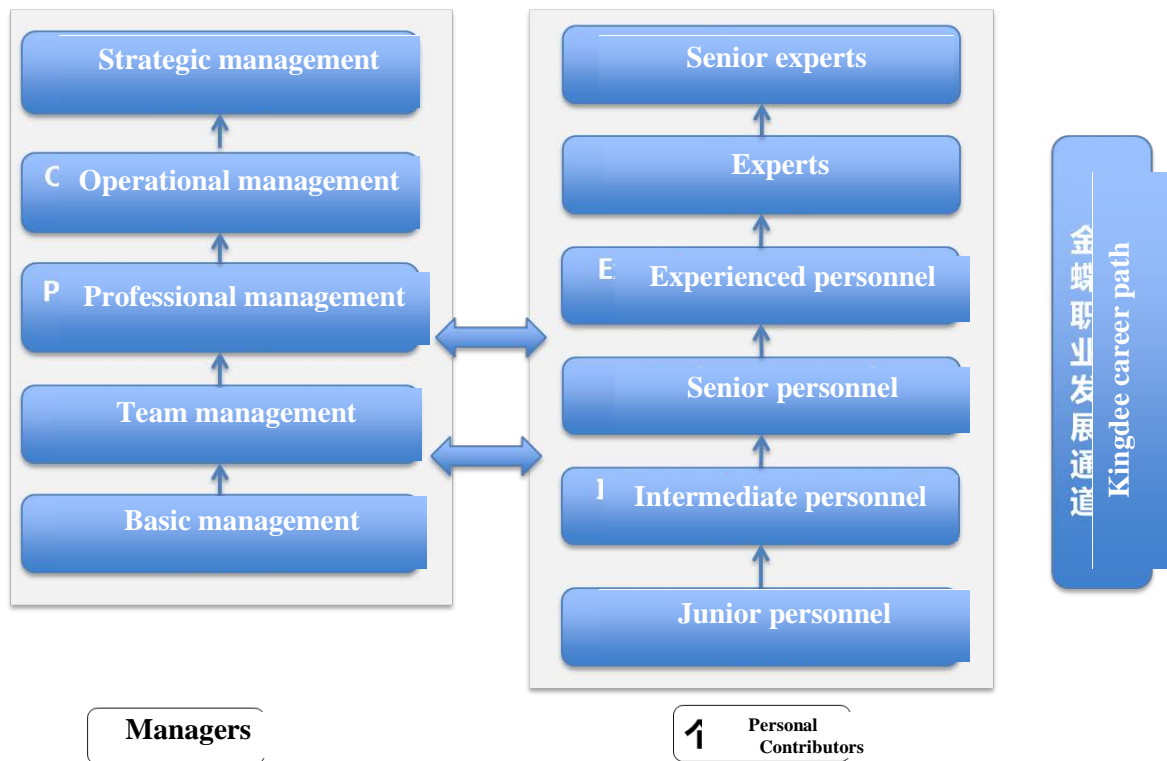 Strategic management
Operational management
Professional management
Team management
Basic management
Managers
Senior experts
Experts
Experienced personnel
Senior personnel
Intermediate personnel
Junior personnel
Personal
Contributors
金蝶职业发展通道
Kingdee career path